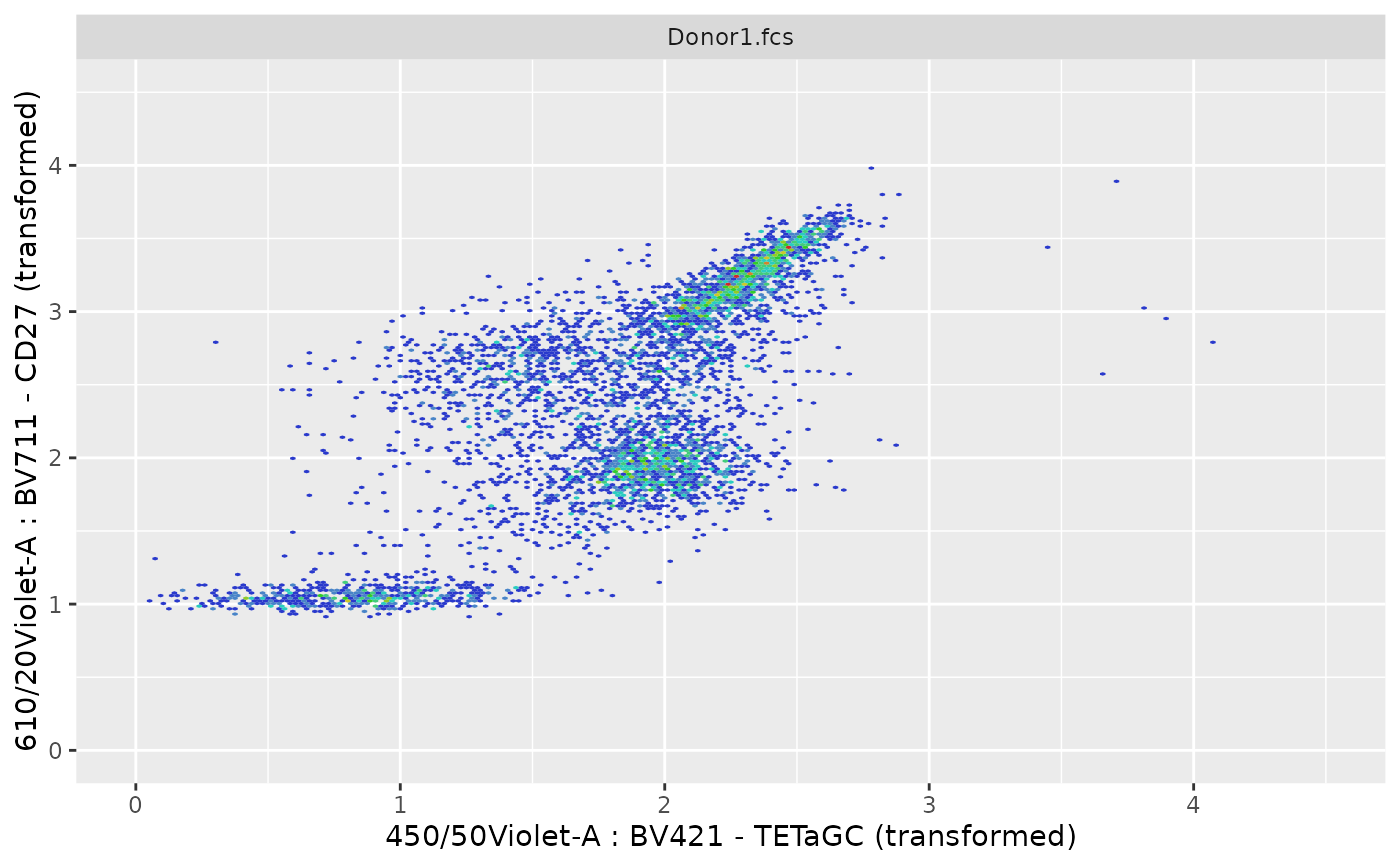 Donor1.fcs
610/20Violet-A : BV711 - CD27 (transformed)
4
3
2
1
0
0 1 2 3 4
450/50Violet-A : BV421 - TETaGC (transformed)